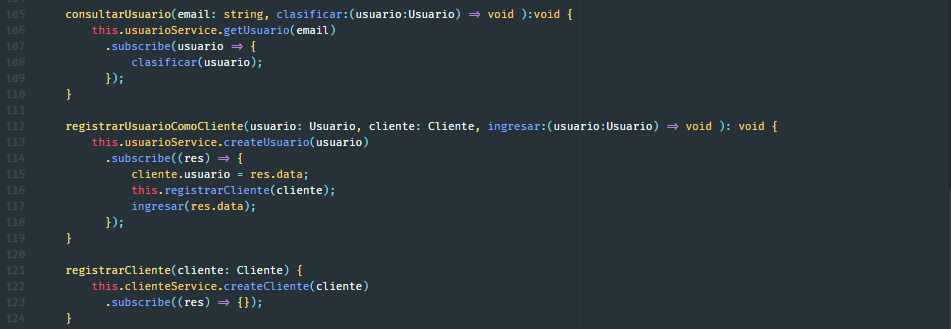 105 consultarUsuario(email: string, clasificar:(usuario:Usuario) => void ):void {
106 this.usuarioService.getUsuario(email)
107 .subscribe(usuario => {
108 clasificar(usuario);
109 });
110 }
111
112 registrarUsuarioComoCliente(usuario: Usuario, cliente: Cliente, ingresar:(usuario:Usuario) => void ): void {
113 this.usuarioService.createUsuario(usuario)
114 .subscribe((res) => {
115 cliente.usuario = res.data;
116 this.registrarCliente(cliente);
117 ingresar(res.data);
118 });
119 }
120
121 registrarCliente(cliente: Cliente) {
122 this.clienteService.createCliente(cliente)
123 .subscribe((res) => {});
124 }